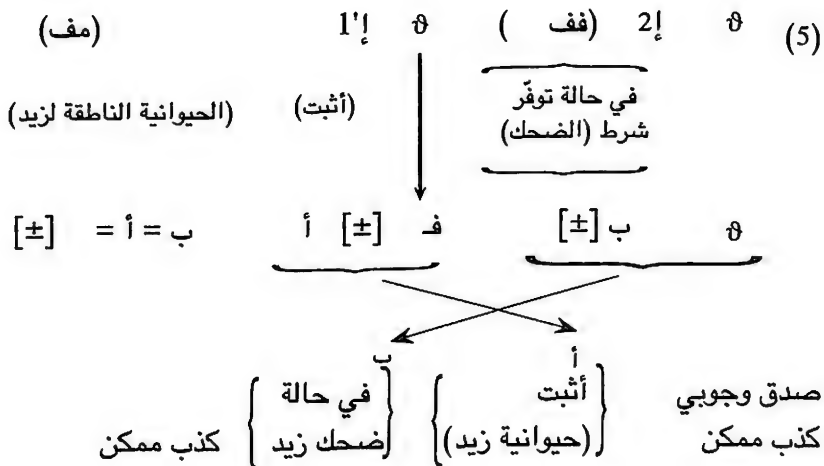 (5) ϑ إ2 (فف ) ϑ إ'1 (مف)
في حالة توفّر
شرط (الضحك) (أثبت) (الحيوانية الناطقة لزيد)
ϑ ب [±] فـ [±] أ ب = أ = [±]
أ ب
صدق وجوبي { أثبت } { في حالة }
كذب ممكن { (حيوانية زيد) } { ضحك زيد } كذب ممكن